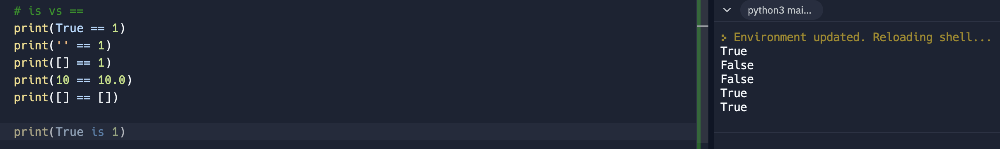 # is vs ==
print(True == 1)
print('' == 1)
print([] == 1)
print(10 == 10.0)
print([] == [])
print(True is 1)
python3 mai...
Environment updated. Reloading shell...
True
False
False
True
True